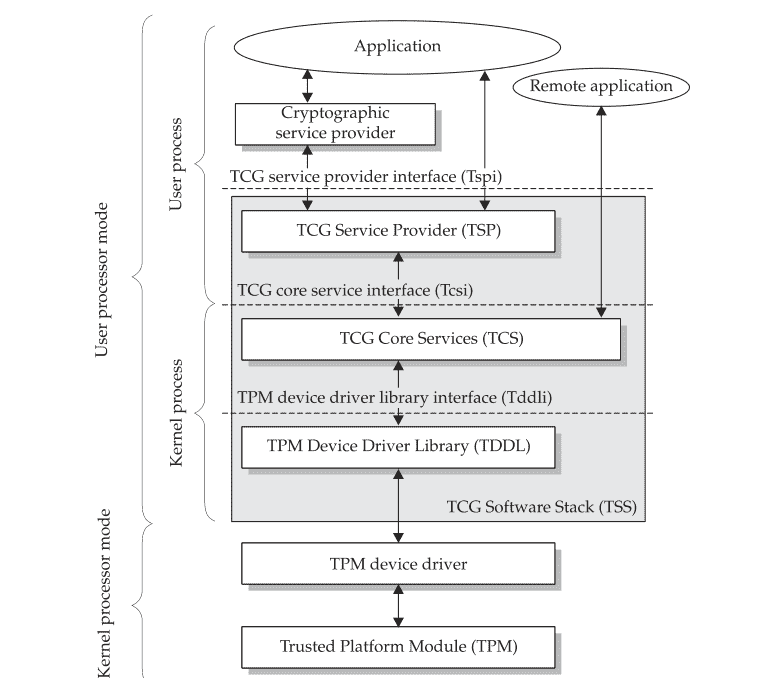 Application
Remote application
Cryptographic
service provider
TCG service provider interface (Tspi)
TCG Service Provider (TSP)
TCG core service interface (Tcsi)
TCG Core Services (TCS)
TPM device driver library interface (Tddli)
TPM Device Driver Library (TDDL)
TCG Software Stack (TSS)
TPM device driver
Trusted Platform Module (TPM)
User process
Kernel process
User processor mode
Kernel processor mode